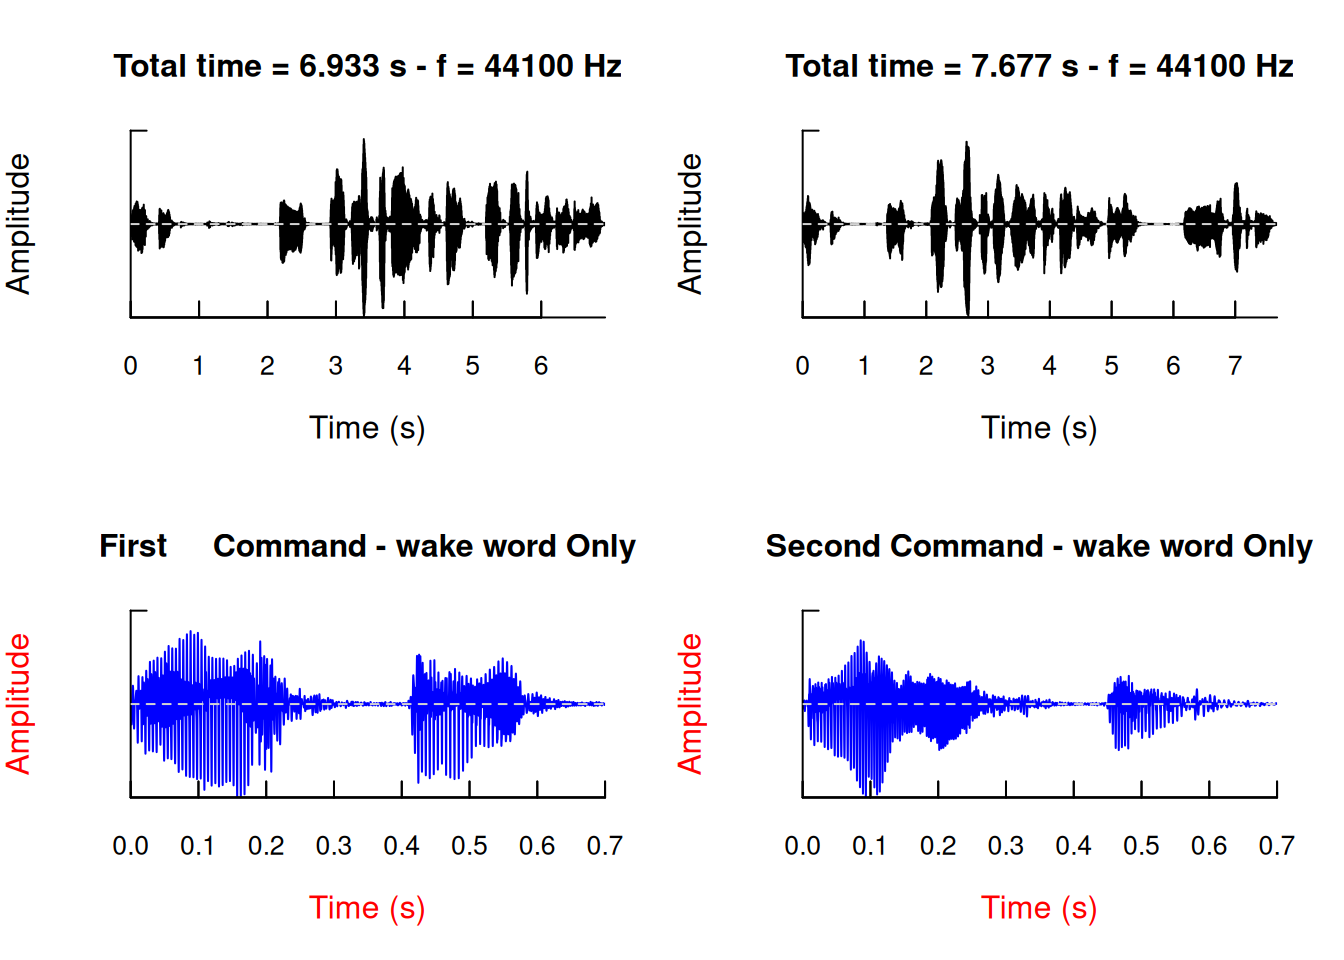 Total time = 6.933 s - f = 44100 Hz
Amplitude
0 1 2 3 4 5 6
Time (s)
Total time = 7.677 s - f = 44100 Hz
Amplitude
0 1 2 3 4 5 6 7
Time (s)
First Command - wake word Only
Amplitude
0.0 0.1 0.2 0.3 0.4 0.5 0.6 0.7
Time (s)
Second Command - wake word Only
Amplitude
0.0 0.1 0.2 0.3 0.4 0.5 0.6 0.7
Time (s)